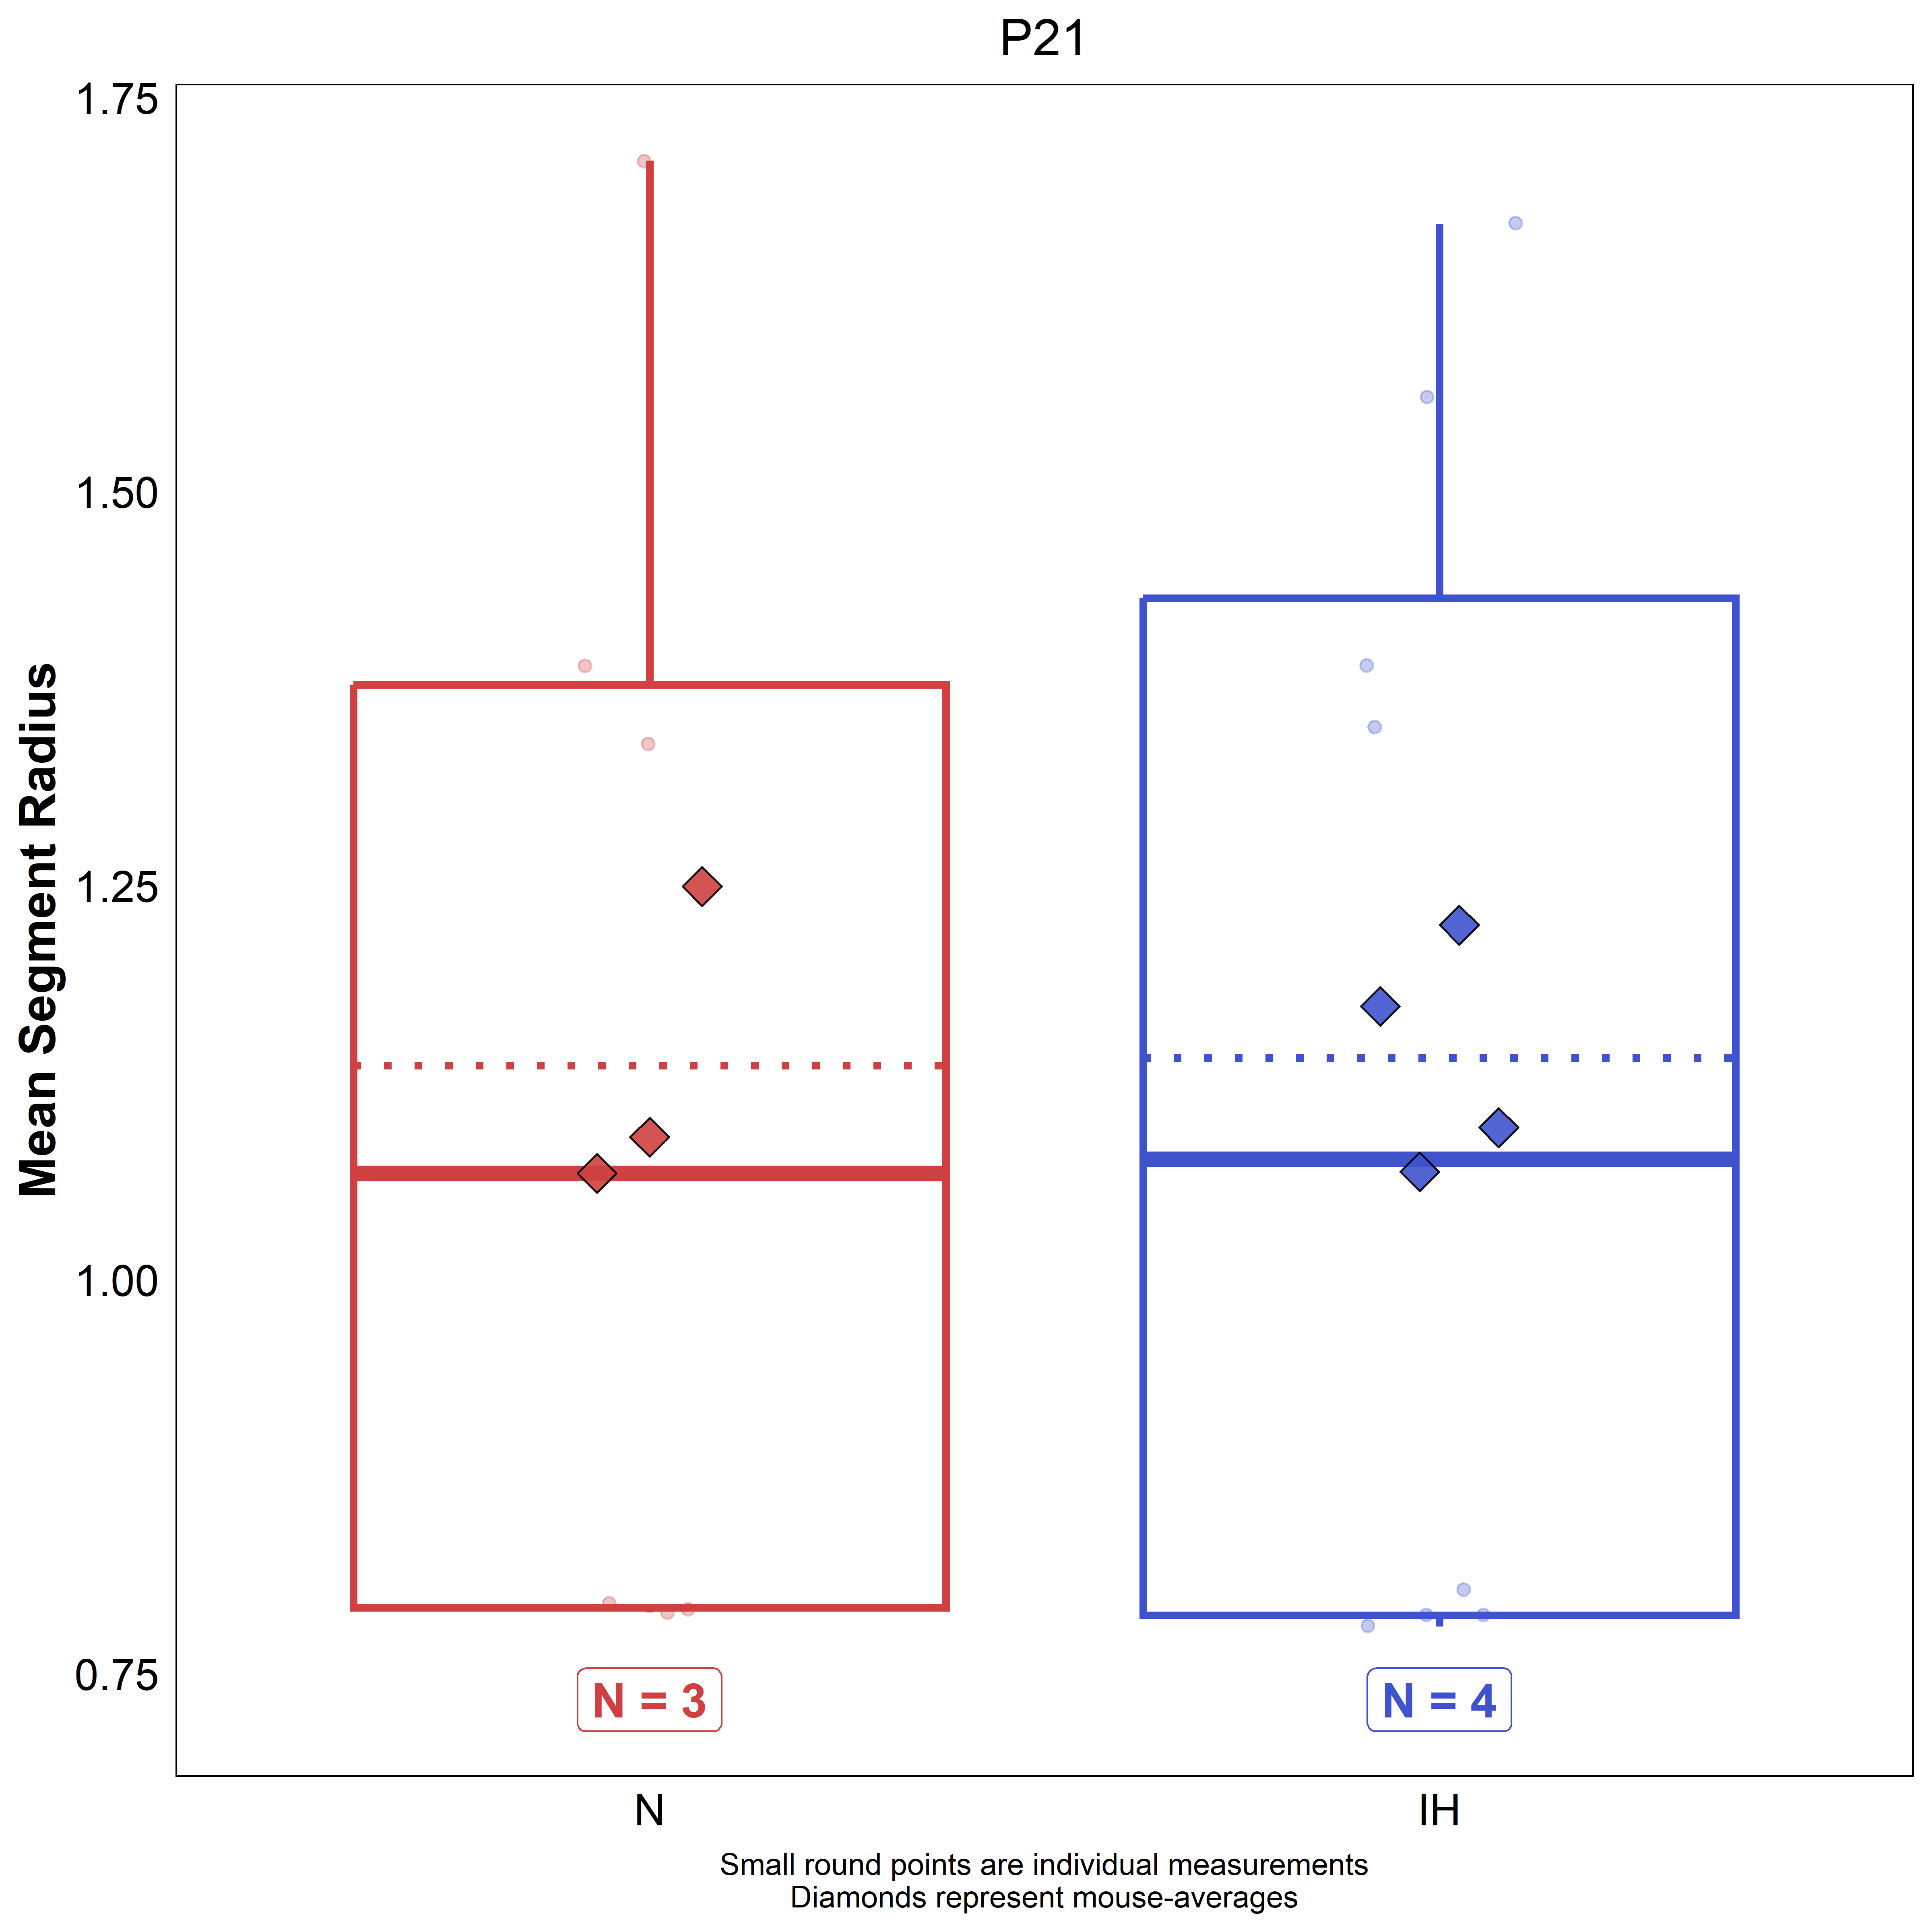 P21
1.75
1.50
1.25
1.00
0.75
Mean Segment Radius
N = 3
N = 4
N
IH
Small round points are individual measurements
Diamonds represent mouse-averages